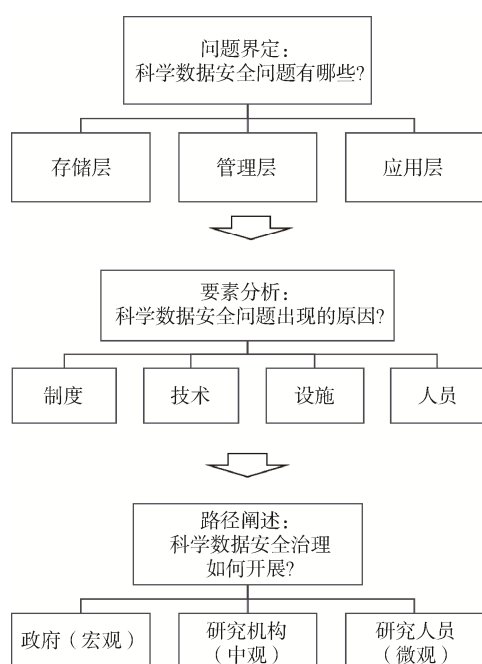 问题界定：
科学数据安全问题有哪些?
存储层
管理层
应用层
要素分析：
科学数据安全问题出现的原因?
制度
技术
设施
人员
路径阐述：
科学数据安全治理
如何开展?
政府（宏观）
研究机构
（中观）
研究人员
（微观）